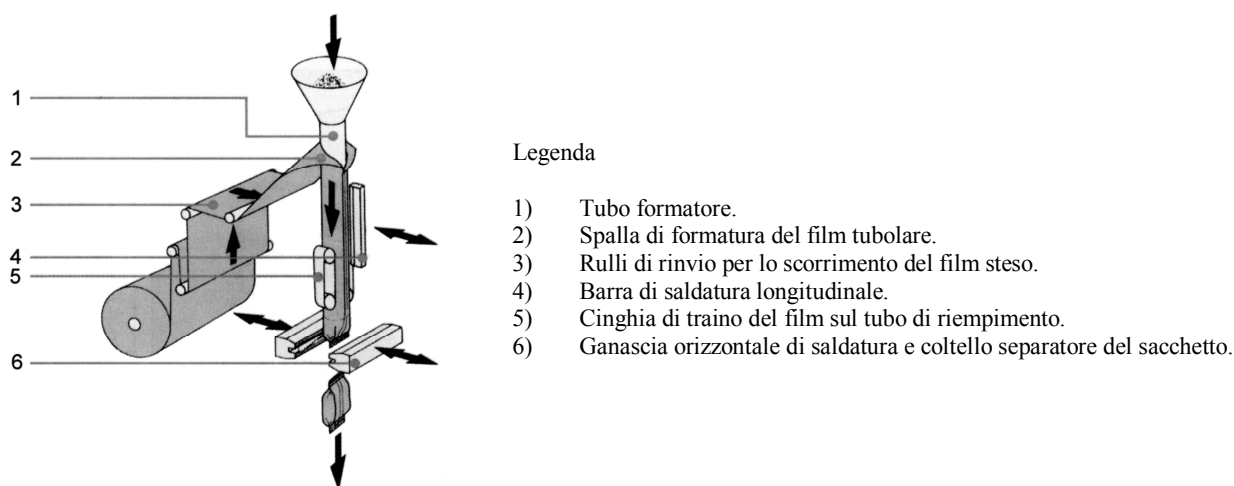 1
2
3
4
5
6
Legenda
1) Tubo formatore.
2) Spalla di formatura del film tubolare.
3) Rulli di rinvio per lo scorrimento del film steso.
4) Barra di saldatura longitudinale.
5) Cinghia di traino del film sul tubo di riempimento.
6) Ganascia orizzontale di saldatura e coltello separatore del sacchetto.